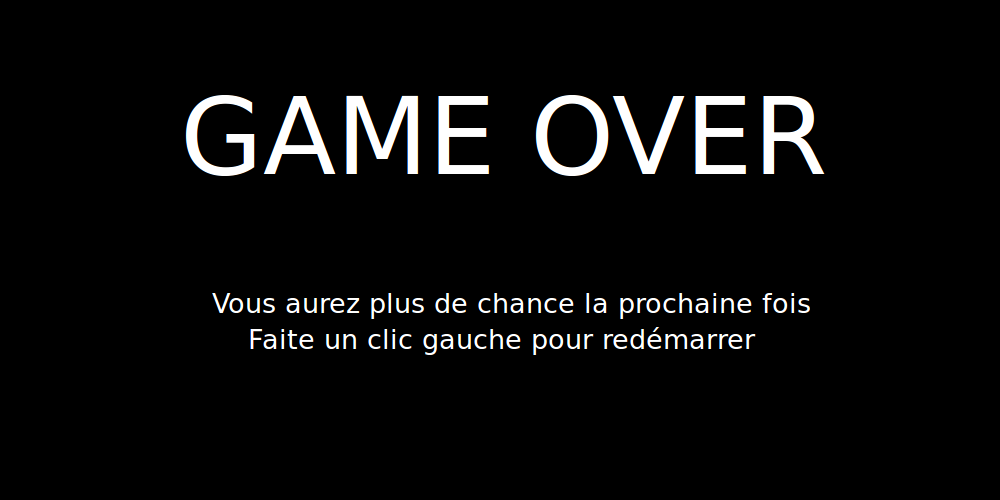 GAME OVER
Vous aurez plus de chance la prochaine fois
Faite un clic gauche pour redémarrer